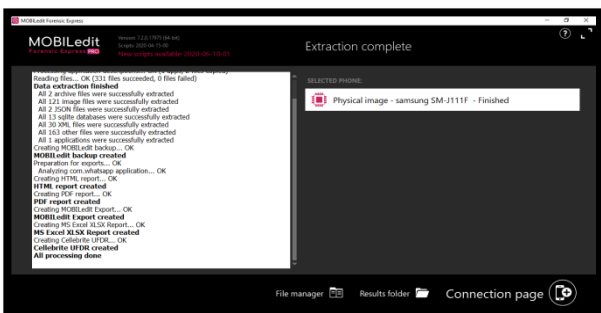 MOBILedit Forensic Express
MOBILedit
Forensic Express PRO
Version 7.2.0.17975 (64-bit)
Scripts 2020-04-15-00
New scripts available: 2020-06-10-01
Extraction complete
Reading files... OK (331 files succeeded, 0 files failed)
Data extraction finished
All 2 archive files were successfully extracted
All 121 image files were successfully extracted
All 2 JSON files were successfully extracted
All 13 sqlite databases were successfully extracted
All 30 XML files were successfully extracted
All 163 other files were successfully extracted
All 1 applications were successfully extracted
Creating MOBILedit backup... OK
MOBILedit backup created
Preparation for exports... OK
Analyzing com.whatsapp application... OK
Creating HTML report... OK
HTML report created
Creating PDF report... OK
PDF report created
Creating MOBILedit Export... OK
MOBILedit Export created
Creating MS Excel XLSX Report... OK
MS Excel XLSX Report created
Creating Cellebrite UFDR... OK
Cellebrite UFDR created
All processing done
SELECTED PHONE:
Physical image - samsung SM-J111F - Finished
File manager
Results folder
Connection page